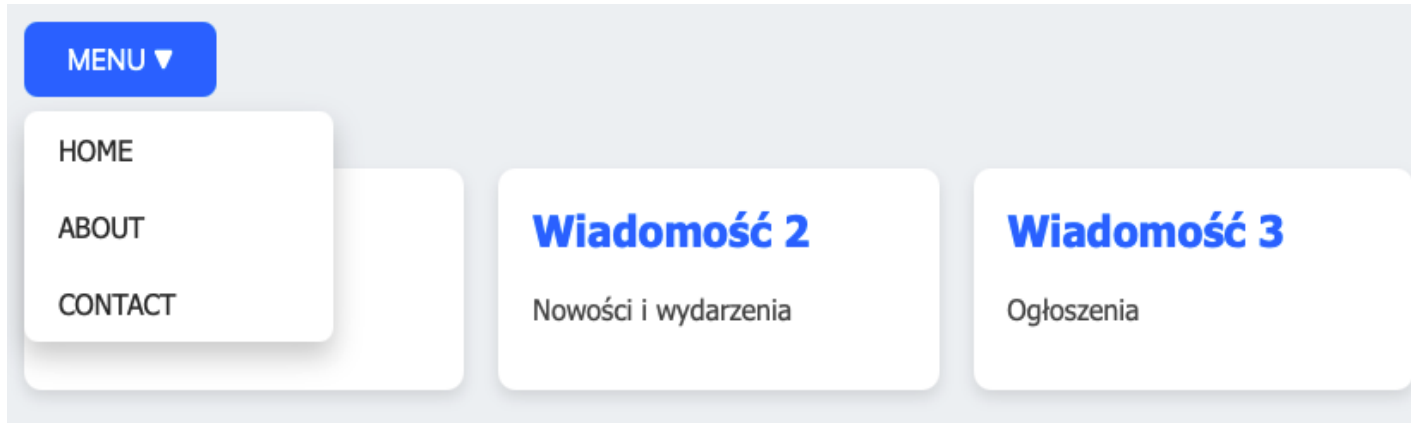 MENU ▼
HOME
ABOUT
CONTACT
Wiadomość 2
Nowości i wydarzenia
Wiadomość 3
Ogłoszenia